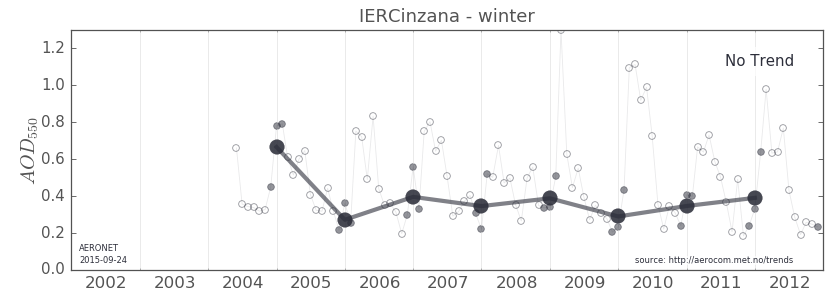 IERCinzana - winter
No Trend
AOD550
1.2
1.0
0.8
0.6
0.4
0.2
0.0
AERONET
2015-09-24
source: http://aerocom.met.no/trends
2002 2003 2004 2005 2006 2007 2008 2009 2010 2011 2012